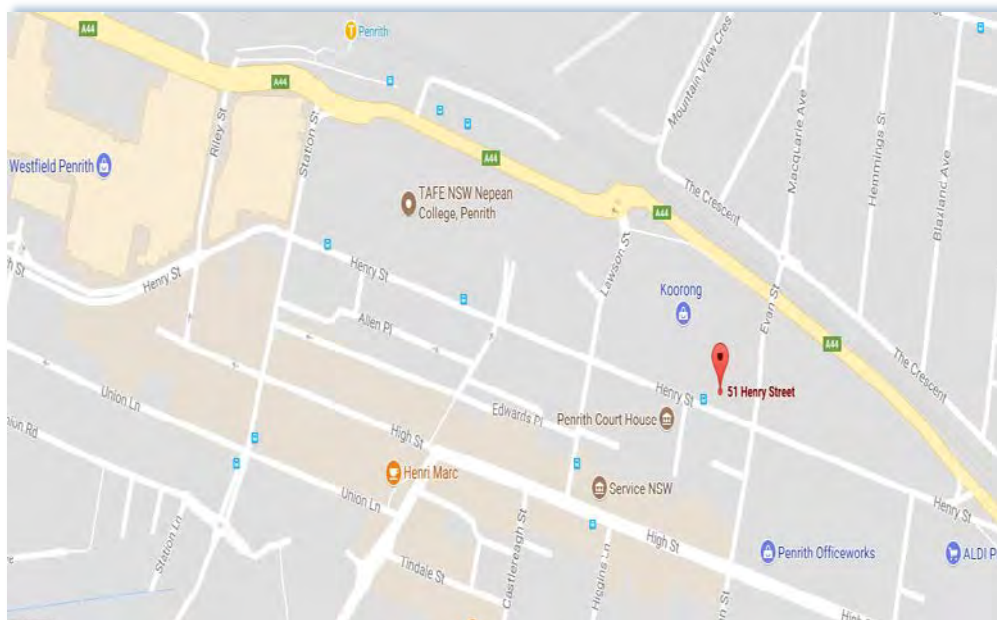 A44
Penrith
A44
Riley St
Station St
Westfield Penrith
TAFE NSW Nepean
College, Penrith
A44
Mountain View Cres
Macquarie Ave
Hemmings St
Blaxland Ave
The Crescent
A44
Henry St
Henry St
Lawson St
Koorong
Evan St
Allen Pl
A44
The Crescent
51 Henry Street
Henry St
Union Ln
Edwards Pl
Penrith Court House
High St
Henri Marc
Service NSW
Union Ln
Henry St
High St
Penrith Officeworks
ALDI P
Station Ln
Tindale St
Castlereagh St
Higgins Ln
High S